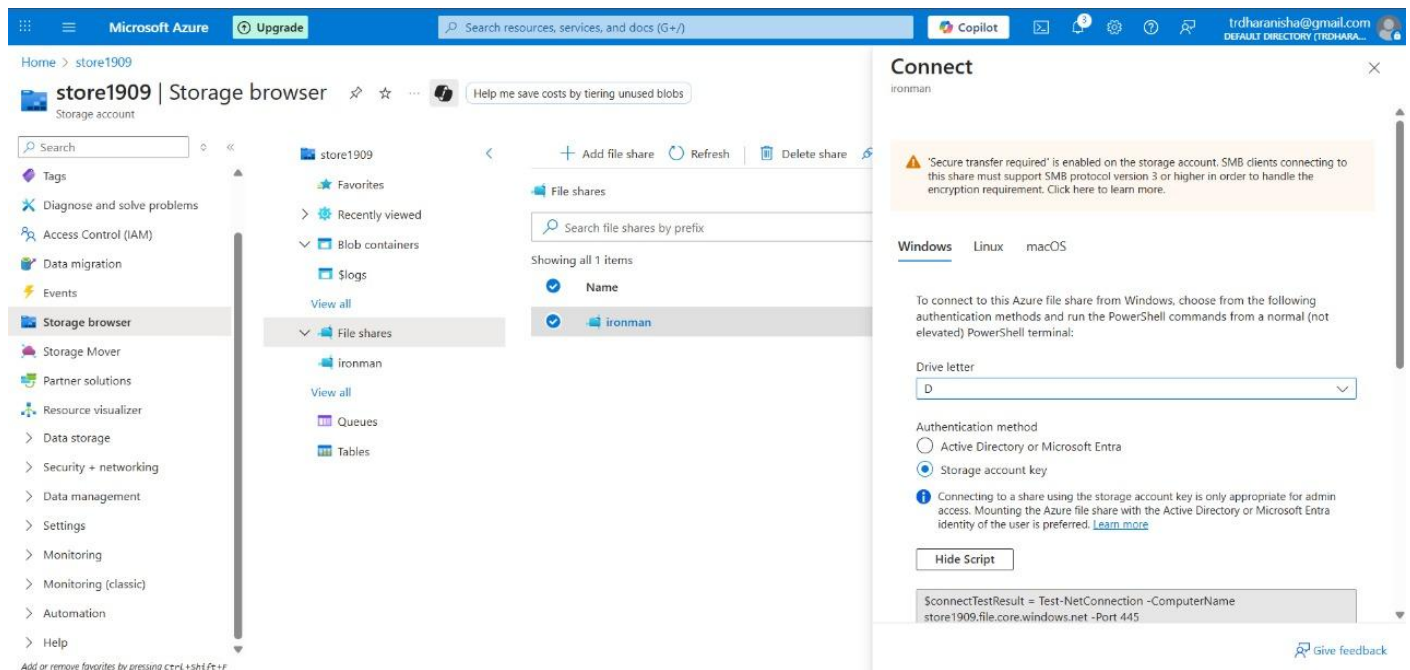 Microsoft Azure
Upgrade
Search resources, services, and docs (G+/)
Copilot
3
trdharanisha@gmail.com
DEFAULT DIRECTORY (TRDHARA...
Home > store1909
store1909 | Storage browser
Help me save costs by tiering unused blobs
Storage account
Search
Tags
Diagnose and solve problems
Access Control (IAM)
Data migration
Events
Storage browser
Storage Mover
Partner solutions
Resource visualizer
Data storage
Security + networking
Data management
Settings
Monitoring
Monitoring (classic)
Automation
Help
Add or remove favorites by pressing Ctrl+Shift+F
store1909
Favorites
Recently viewed
Blob containers
$logs
View all
File shares
ironman
View all
Queues
Tables
Add file share
Refresh
Delete share
File shares
Search file shares by prefix
Showing all 1 items
Name
ironman
Connect
ironman
'Secure transfer required' is enabled on the storage account. SMB clients connecting to
this share must support SMB protocol version 3 or higher in order to handle the
encryption requirement. Click here to learn more.
Windows
Linux
macOS
To connect to this Azure file share from Windows, choose from the following
authentication methods and run the PowerShell commands from a normal (not
elevated) PowerShell terminal:
Drive letter
D
Authentication method
Active Directory or Microsoft Entra
Storage account key
Connecting to a share using the storage account key is only appropriate for admin
access. Mounting the Azure file share with the Active Directory or Microsoft Entra
identity of the user is preferred. Learn more
Hide Script
$connectTestResult = Test-NetConnection -ComputerName
store1909.file.core.windows.net -Port 445
Give feedback